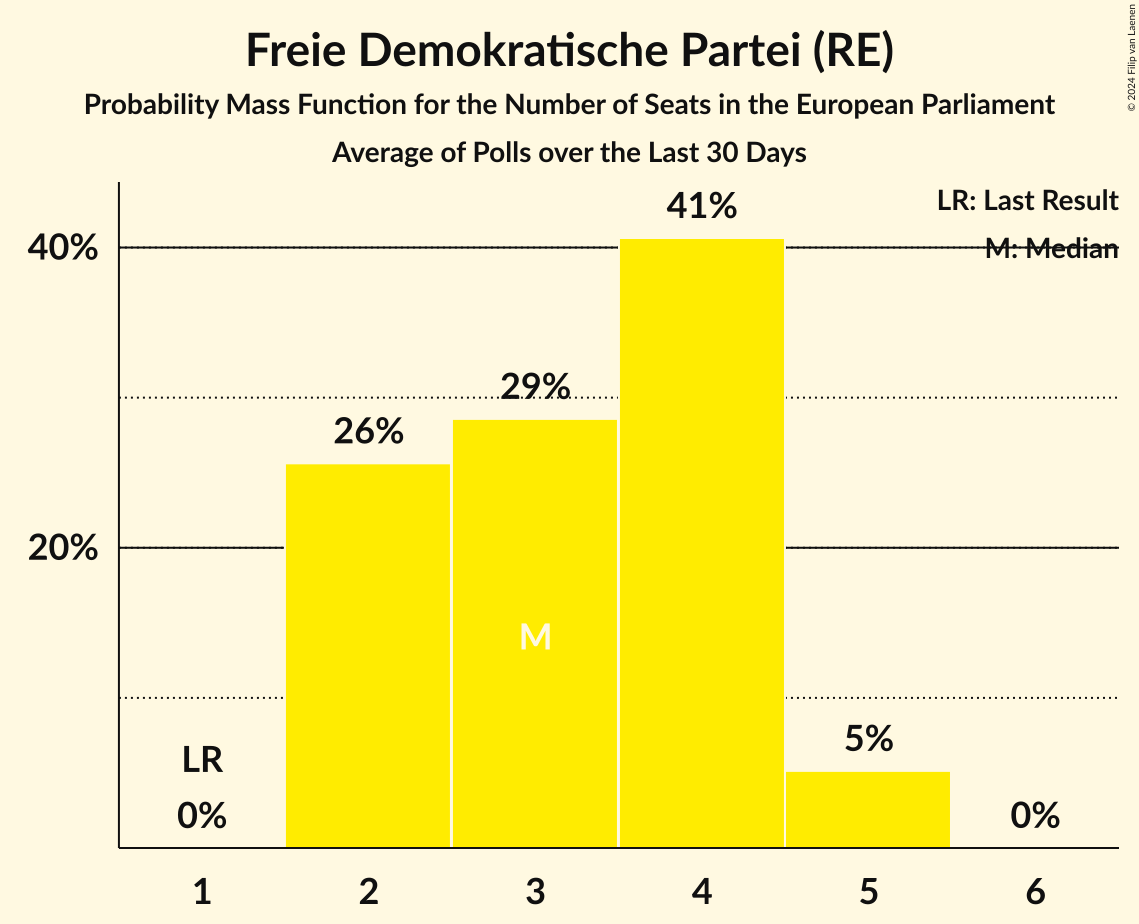 Freie Demokratische Partei (RE)
Probability Mass Function for the Number of Seats in the European Parliament
Average of Polls over the Last 30 Days
© 2024 Filip van Laenen
LR: Last Result
M: Median
40%
20%
41%
29%
26%
M
5%
LR
0%
0%
1 2 3 4 5 6